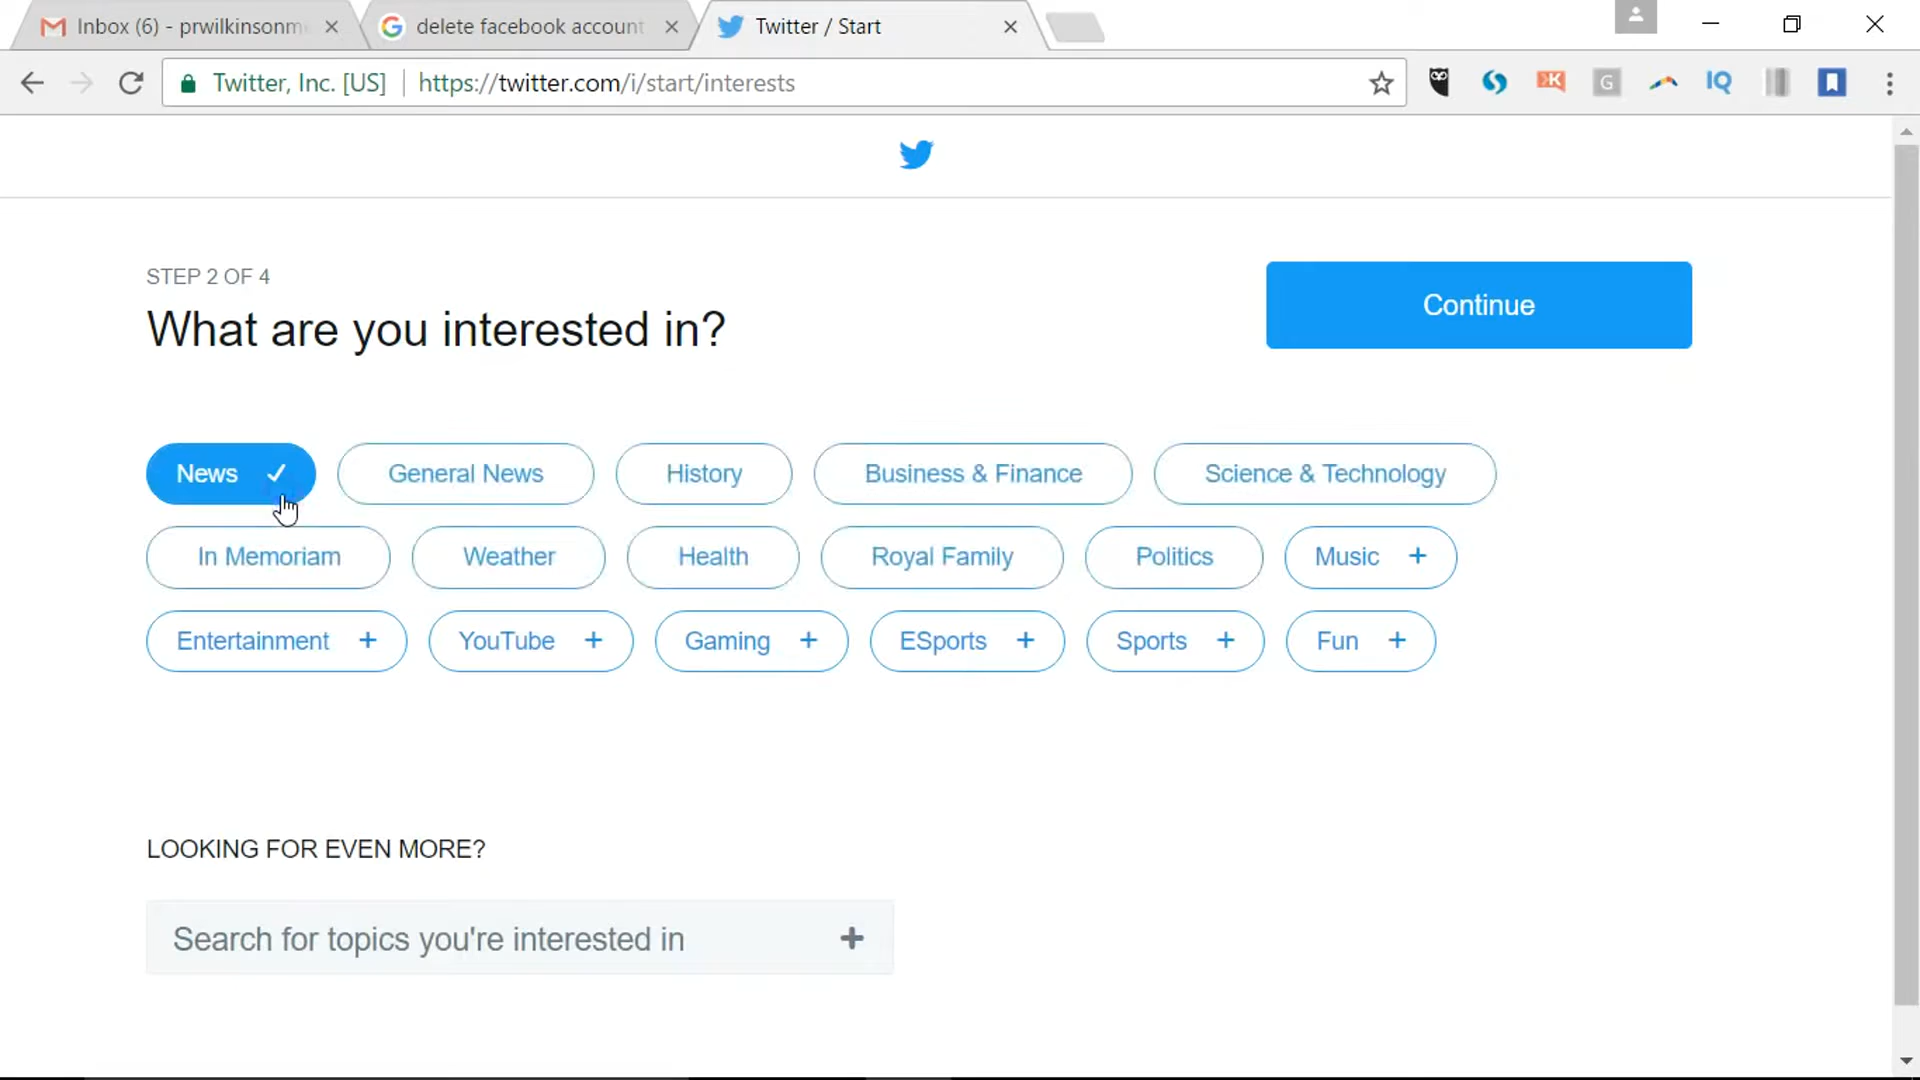 Inbox (6) - prwilkinsonm
delete facebook account
Twitter / Start
Twitter, Inc. [US]
https://twitter.com/i/start/interests
STEP 2 OF 4
What are you interested in?
Continue
News
General News
History
Business & Finance
Science & Technology
In Memoriam
Weather
Health
Royal Family
Politics
Music +
Entertainment +
YouTube +
Gaming +
ESports +
Sports +
Fun +
LOOKING FOR EVEN MORE?
Search for topics you're interested in +